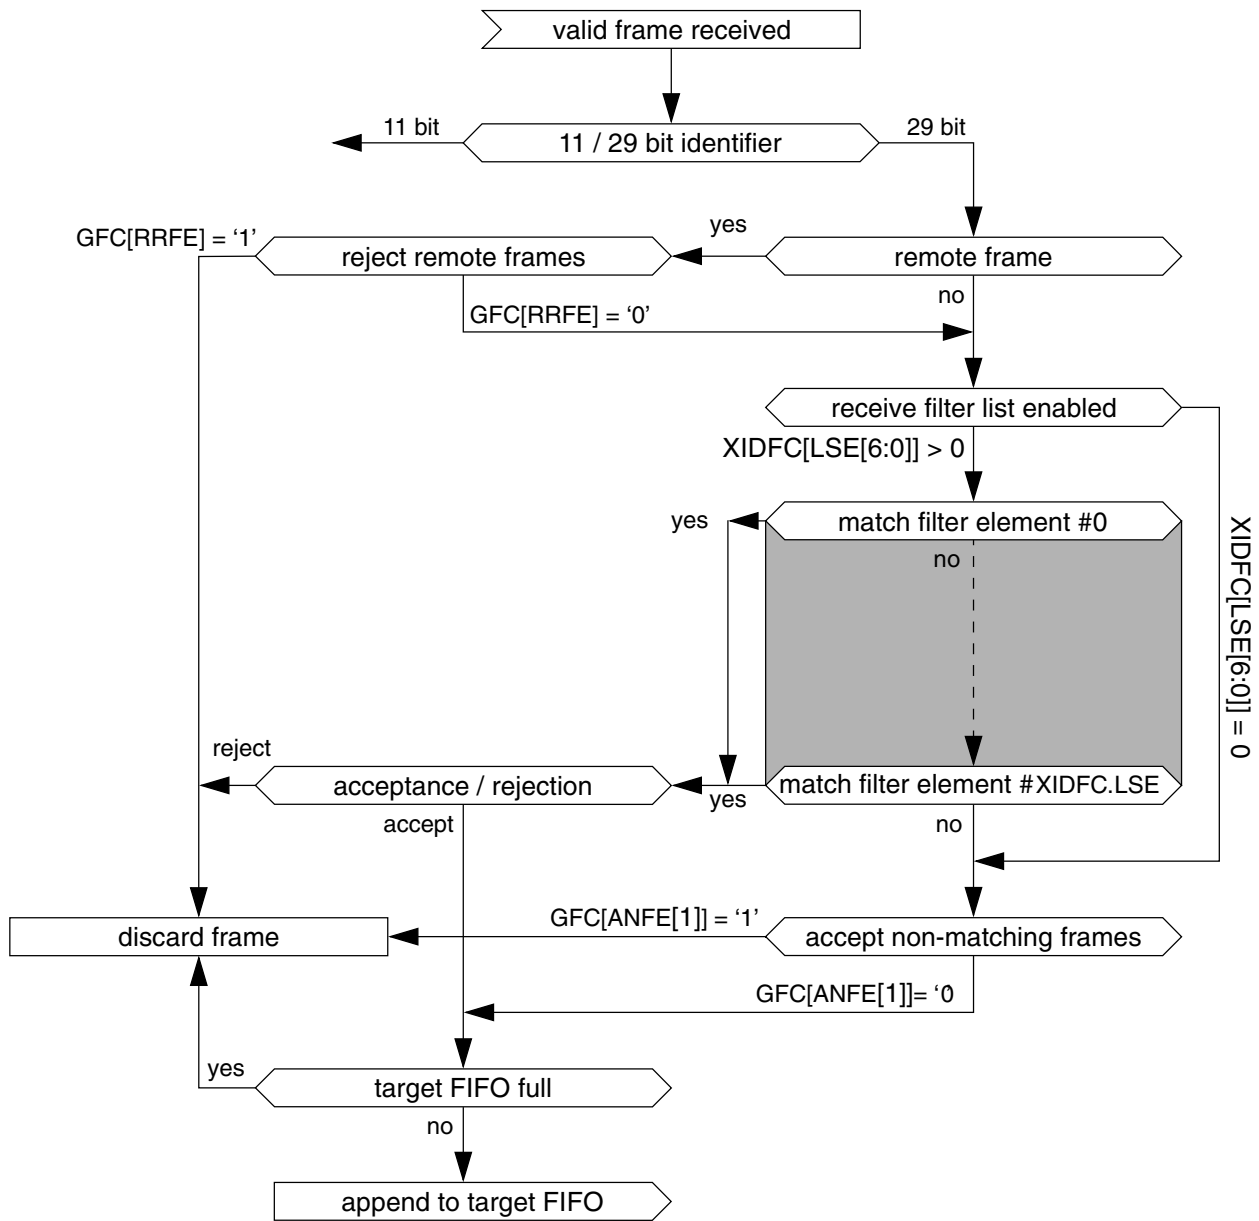 valid frame received
11 bit
11 / 29 bit identifier
29 bit
GFC[RRFE] = ‘1’
reject remote frames
yes
remote frame
GFC[RRFE] = ‘0’
no
receive filter list enabled
XIDFC[LSE[6:0]] > 0
yes
match filter element #0
no
XIDFC[LSE[6:0]] = 0
reject
acceptance / rejection
yes
match filter element #XIDFC.LSE
accept
no
discard frame
GFC[ANFE[1]] = ‘1’
accept non-matching frames
GFC[ANFE[1]]= ‘0’
yes
target FIFO full
no
append to target FIFO